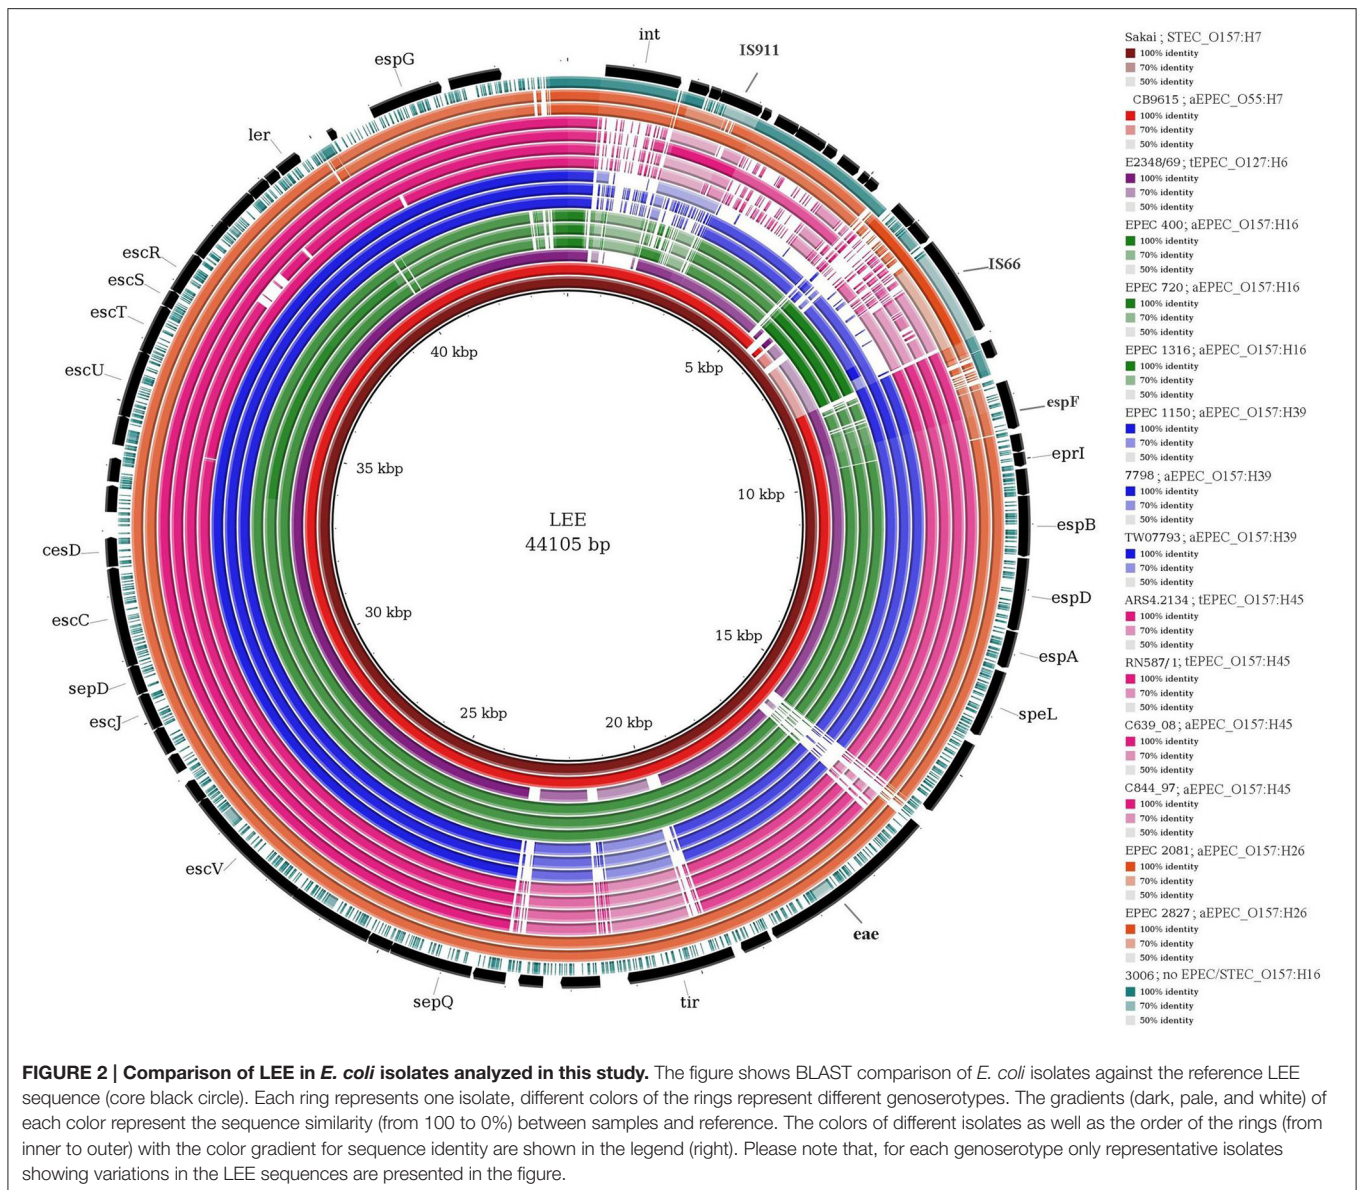 int
IS911
espG
ler
escR
escS
escT
escU
cesD
escC
sepD
escJ
escV
sepQ
tir
eae
speL
espA
espD
espB
eprI
espF
IS66
40 kbp
5 kbp
35 kbp
10 kbp
LEE
44105 bp
30 kbp
15 kbp
25 kbp
20 kbp
Sakai ; STEC_O157:H7
100% identity
70% identity
50% identity
CB9615 ; aEPEC_O55:H7
100% identity
70% identity
50% identity
E2348/69 ; tEPEC_O127:H6
100% identity
70% identity
50% identity
EPEC 400; aEPEC_O157:H16
100% identity
70% identity
50% identity
EPEC 720; aEPEC_O157:H16
100% identity
70% identity
50% identity
EPEC 1316 ; aEPEC_O157:H16
100% identity
70% identity
50% identity
EPEC 1150; aEPEC_O157:H39
100% identity
70% identity
50% identity
7798 ; aEPEC_O157:H39
100% identity
70% identity
50% identity
TW07793; aEPEC_O157:H39
100% identity
70% identity
50% identity
ARS4.2134 ; tEPEC_O157:H45
100% identity
70% identity
50% identity
RN587/1; tEPEC_O157:H45
100% identity
70% identity
50% identity
C639_08; aEPEC_O157:H45
100% identity
70% identity
50% identity
C844_97; aEPEC_O157:H45
100% identity
70% identity
50% identity
EPEC 2081; aEPEC_O157:H26
100% identity
70% identity
50% identity
EPEC 2827 ; aEPEC_O157:H26
100% identity
70% identity
50% identity
3006 ; no EPEC/STEC_O157:H16
100% identity
70% identity
50% identity
FIGURE 2 | Comparison of LEE in E. coli isolates analyzed in this study. The figure shows BLAST comparison of E. coli isolates against the reference LEE
sequence (core black circle). Each ring represents one isolate, different colors of the rings represent different genoserotypes. The gradients (dark, pale, and white) of
each color represent the sequence similarity (from 100 to 0%) between samples and reference. The colors of different isolates as well as the order of the rings (from
inner to outer) with the color gradient for sequence identity are shown in the legend (right). Please note that, for each genoserotype only representative isolates
showing variations in the LEE sequences are presented in the figure.